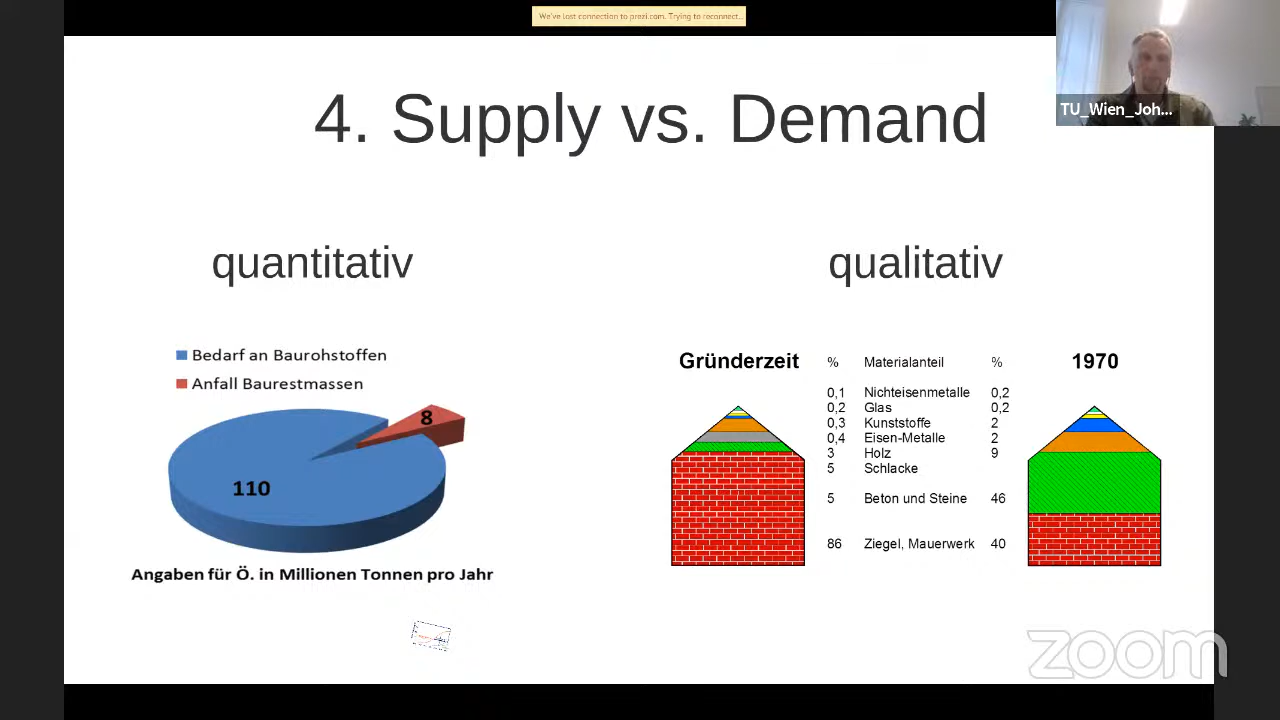 We've lost connection to prezi.com. Trying to reconnect...
TU_Wien_Joh...
4. Supply vs. Demand
quantitativ
qualitativ
Bedarf an Baurohstoffen
Anfall Baurestmassen
8
110
Angaben für Ö. in Millionen Tonnen pro Jahr
Gründerzeit % Materialanteil % 1970
0,1 Nichteisenmetalle 0,2
0,2 Glas 0,2
0,3 Kunststoffe 2
0,4 Eisen-Metalle 2
3 Holz 9
5 Schlacke
5 Beton und Steine 46
86 Ziegel, Mauerwerk 40
zoom